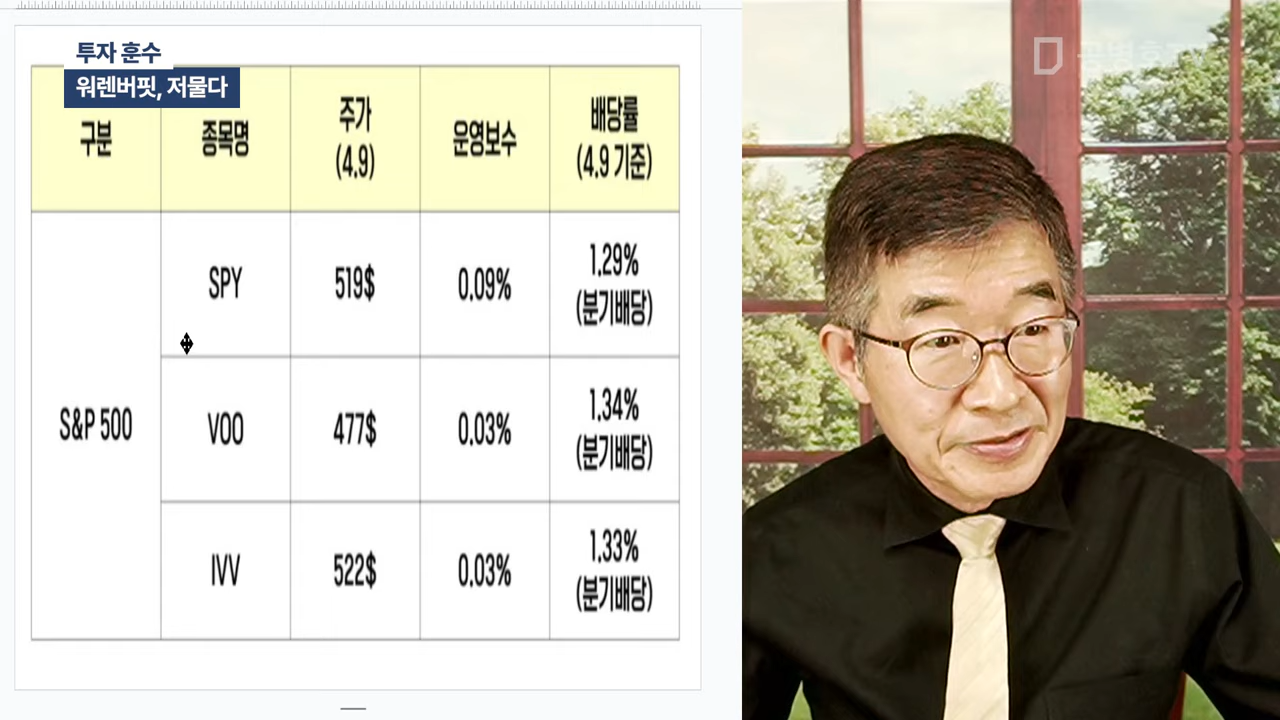 투자 훈수
워렌버핏, 저물다
구분
종목명
주가
(4.9)
운영보수
배당률
(4.9 기준)
S&P 500
SPY
519$
0.09%
1.29%
(분기배당)
VOO
477$
0.03%
1.34%
(분기배당)
IVV
522$
0.03%
1.33%
(분기배당)